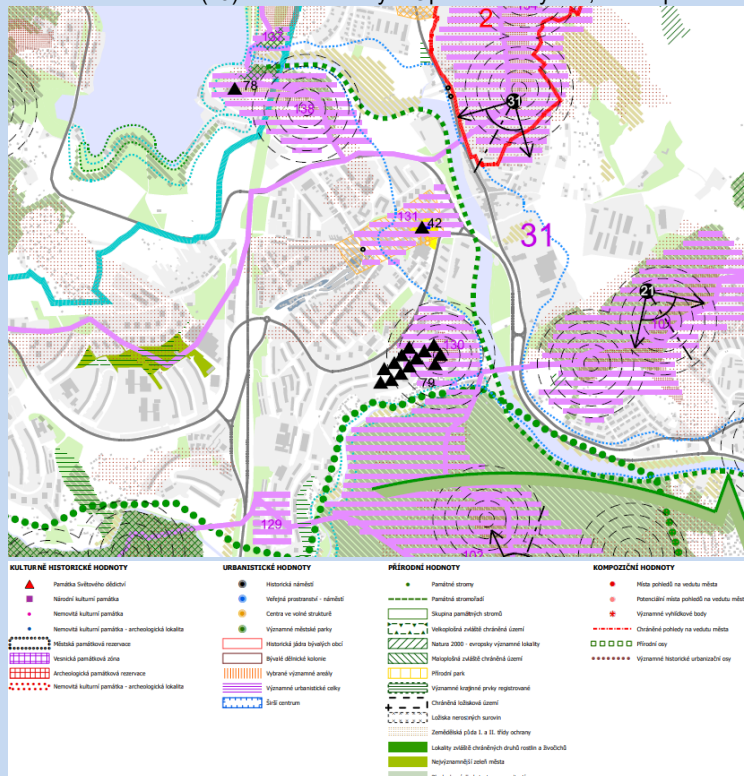 137
2
78
138
31
131
42
31
21
107
130
79
129
102
KULTURNĚ HISTORICKÉ HODNOTY
Památka Světového dědictví
Národní kulturní památka
Nemovitá kulturní památka
Nemovitá kulturní památka - archeologická lokalita
Městská památková rezervace
Vesnická památková zóna
Archeologická památková rezervace
Nemovitá kulturní památka - archeologická lokalita
URBANISTICKÉ HODNOTY
Historická náměstí
Veřejná prostranství - náměstí
Centra ve volné struktuře
Významné městské parky
Historická jádra bývalých obcí
Bývalé dělnické kolonie
Vybrané významné areály
Významné urbanistické celky
Širší centrum
PŘÍRODNÍ HODNOTY
Památné stromy
Památné stromořadí
Skupina památných stromů
Velkoplošná zvláště chráněná území
Natura 2000 - evropsky významné lokality
Maloplošná zvláště chráněná území
Přírodní park
Významné krajinné prvky registrované
Chráněná ložisková území
Ložiska nerostných surovin
Zemědělská půda I. a II. třídy ochrany
Lokality zvláště chráněných druhů rostlin a živočichů
Nejvýznamnější zeleň města
KOMPOZIČNÍ HODNOTY
Místa pohledů na vedutu města
Potenciální místa pohledů na vedutu měst
Významné vyhlídkové body
Chráněné pohledy na vedutu města
Přírodní osy
Významné historické urbanizační osy